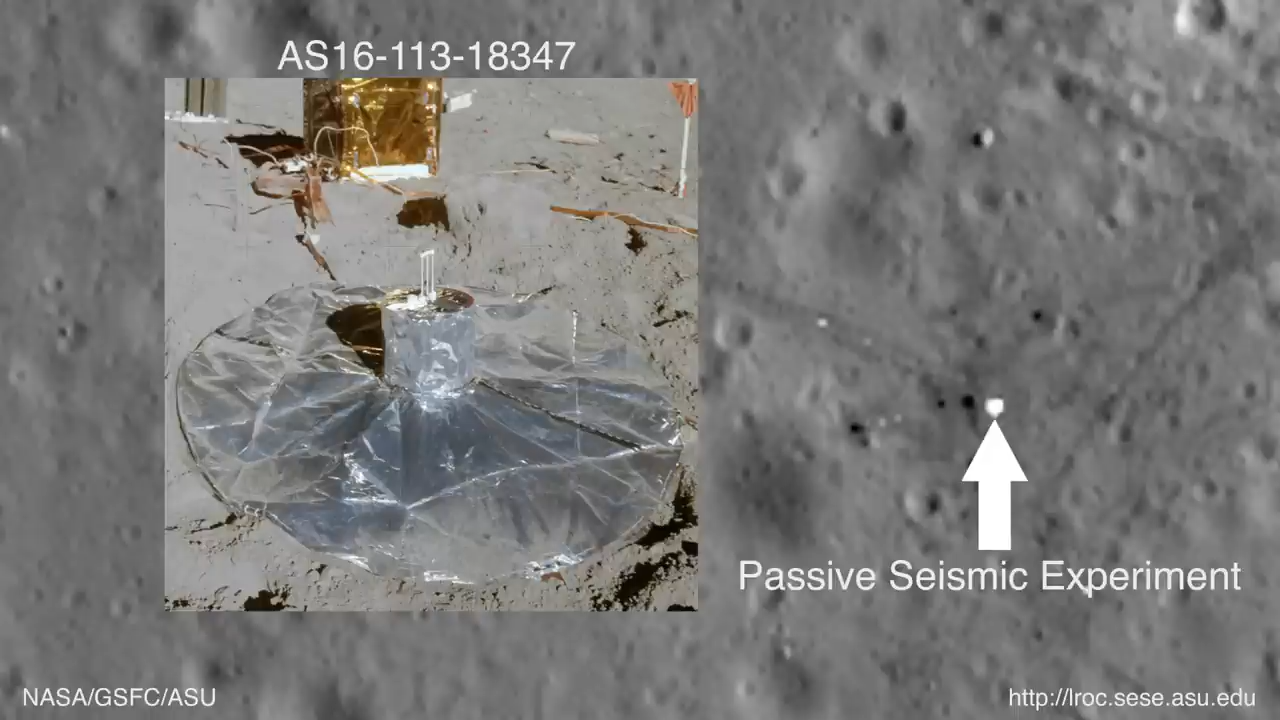 AS16-113-18347
Passive Seismic Experiment
NASA/GSFC/ASU
http://lroc.sese.asu.edu